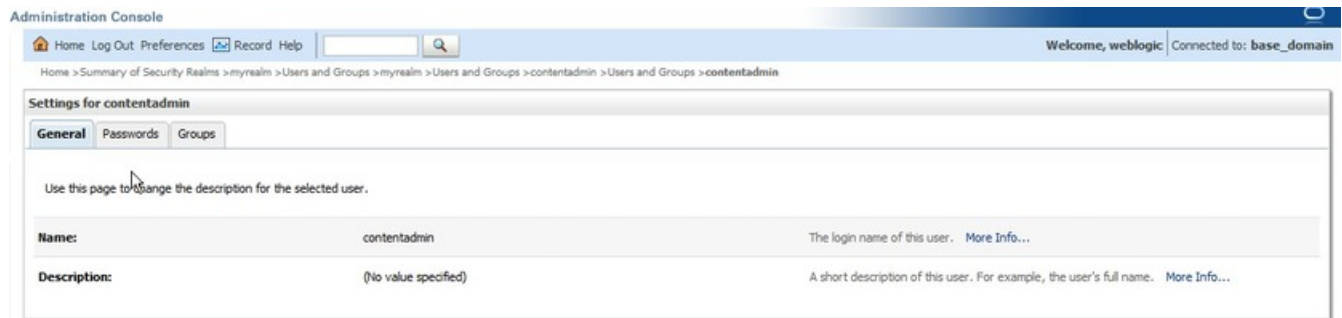 Administration Console
Home Log Out Preferences Record Help
Welcome, weblogic Connected to: base_domain
Home >Summary of Security Realms >myrealm >Users and Groups >myrealm >Users and Groups >contentadmin >Users and Groups >contentadmin
Settings for contentadmin
General Passwords Groups
Use this page to change the description for the selected user.
Name: contentadmin The login name of this user. More Info...
Description: (No value specified) A short description of this user. For example, the user's full name. More Info...